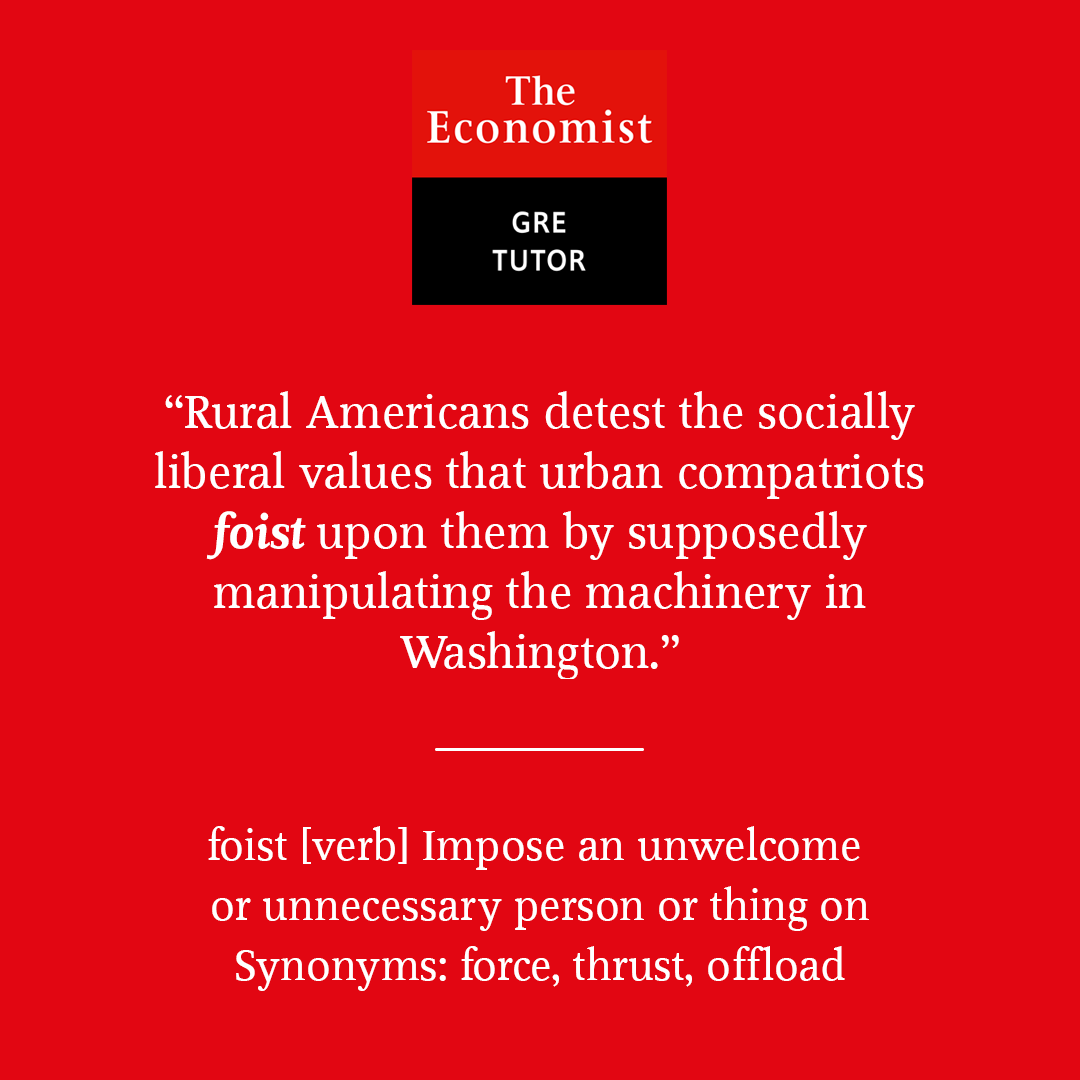 The
Economist
GRE
TUTOR
“Rural Americans detest the socially
liberal values that urban compatriots
foist upon them by supposedly
manipulating the machinery in
Washington.”
foist [verb] Impose an unwelcome
or unnecessary person or thing on
Synonyms: force, thrust, offload